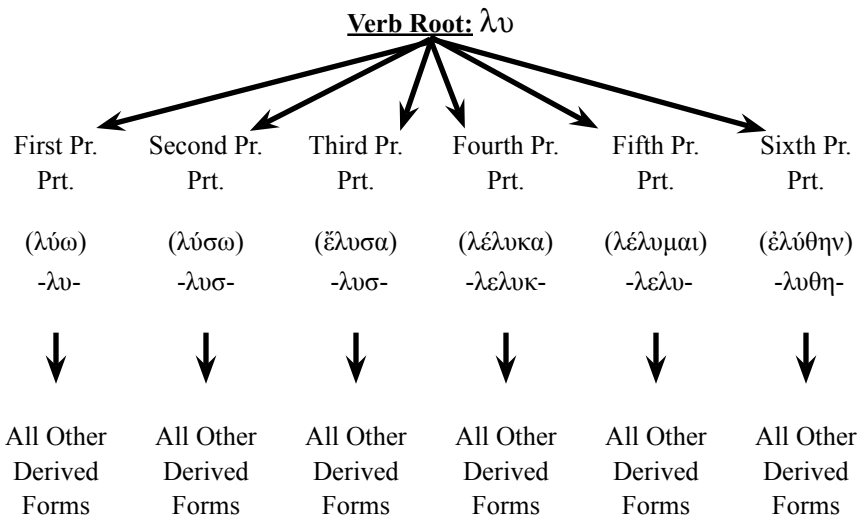 Verb Root: λυ
First Pr. Second Pr. Third Pr. Fourth Pr. Fifth Pr. Sixth Pr.
Prt. Prt. Prt. Prt. Prt. Prt.
(λύω) (λύσω) (ἔλυσα) (λέλυκα) (λέλυμαι) (ἐλύθην)
-λυ- -λυσ- -λυσ- -λελυκ- -λελυ- -λυθη-
All Other All Other All Other All Other All Other All Other
Derived Derived Derived Derived Derived Derived
Forms Forms Forms Forms Forms Forms